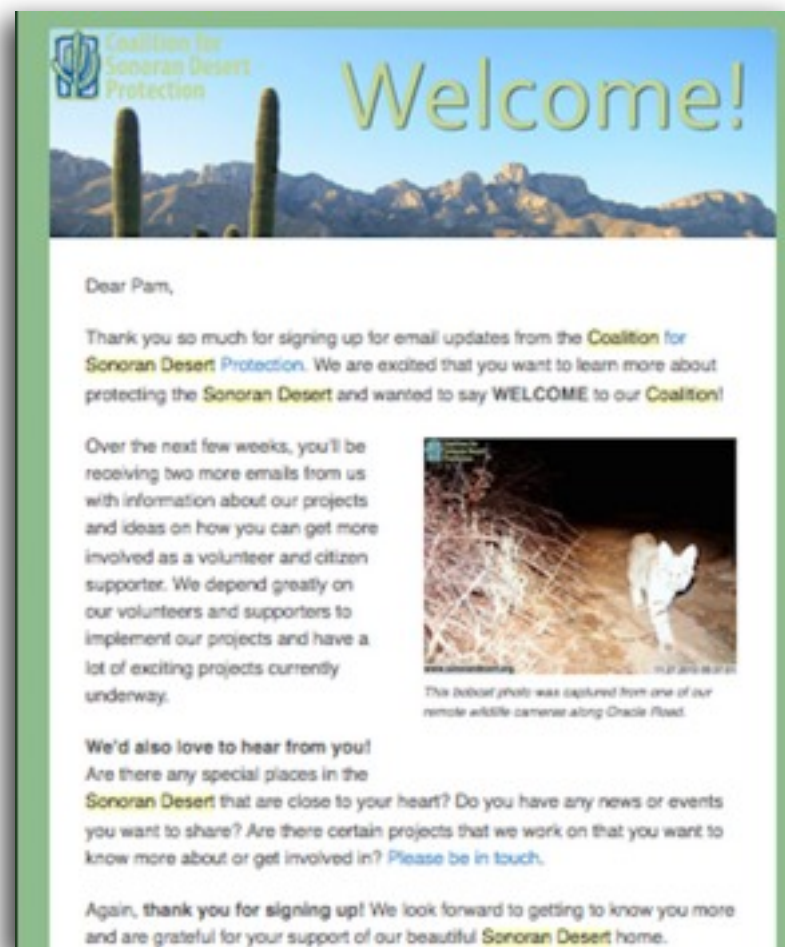 Coalition for
Sonoran Desert
Protection
Welcome!
Dear Pam,
Thank you so much for signing up for email updates from the Coalition for
Sonoran Desert Protection. We are excited that you want to learn more about
protecting the Sonoran Desert and wanted to say WELCOME to our Coalition!
Over the next few weeks, you'll be
receiving two more emails from us
with information about our projects
and ideas on how you can get more
involved as a volunteer and citizen
supporter. We depend greatly on
our volunteers and supporters to
implement our projects and have a
lot of exciting projects currently
underway.
Coalition for
Sonoran Desert
Protection
www.sonorandesert.org
This bobcat photo was captured from one of our
remote wildlife cameras along Oracle Road.
We'd also love to hear from you!
Are there any special places in the
Sonoran Desert that are close to your heart? Do you have any news or events
you want to share? Are there certain projects that we work on that you want to
know more about or get involved in? Please be in touch.
Again, thank you for signing up! We look forward to getting to know you more
and are grateful for your support of our beautiful Sonoran Desert home.